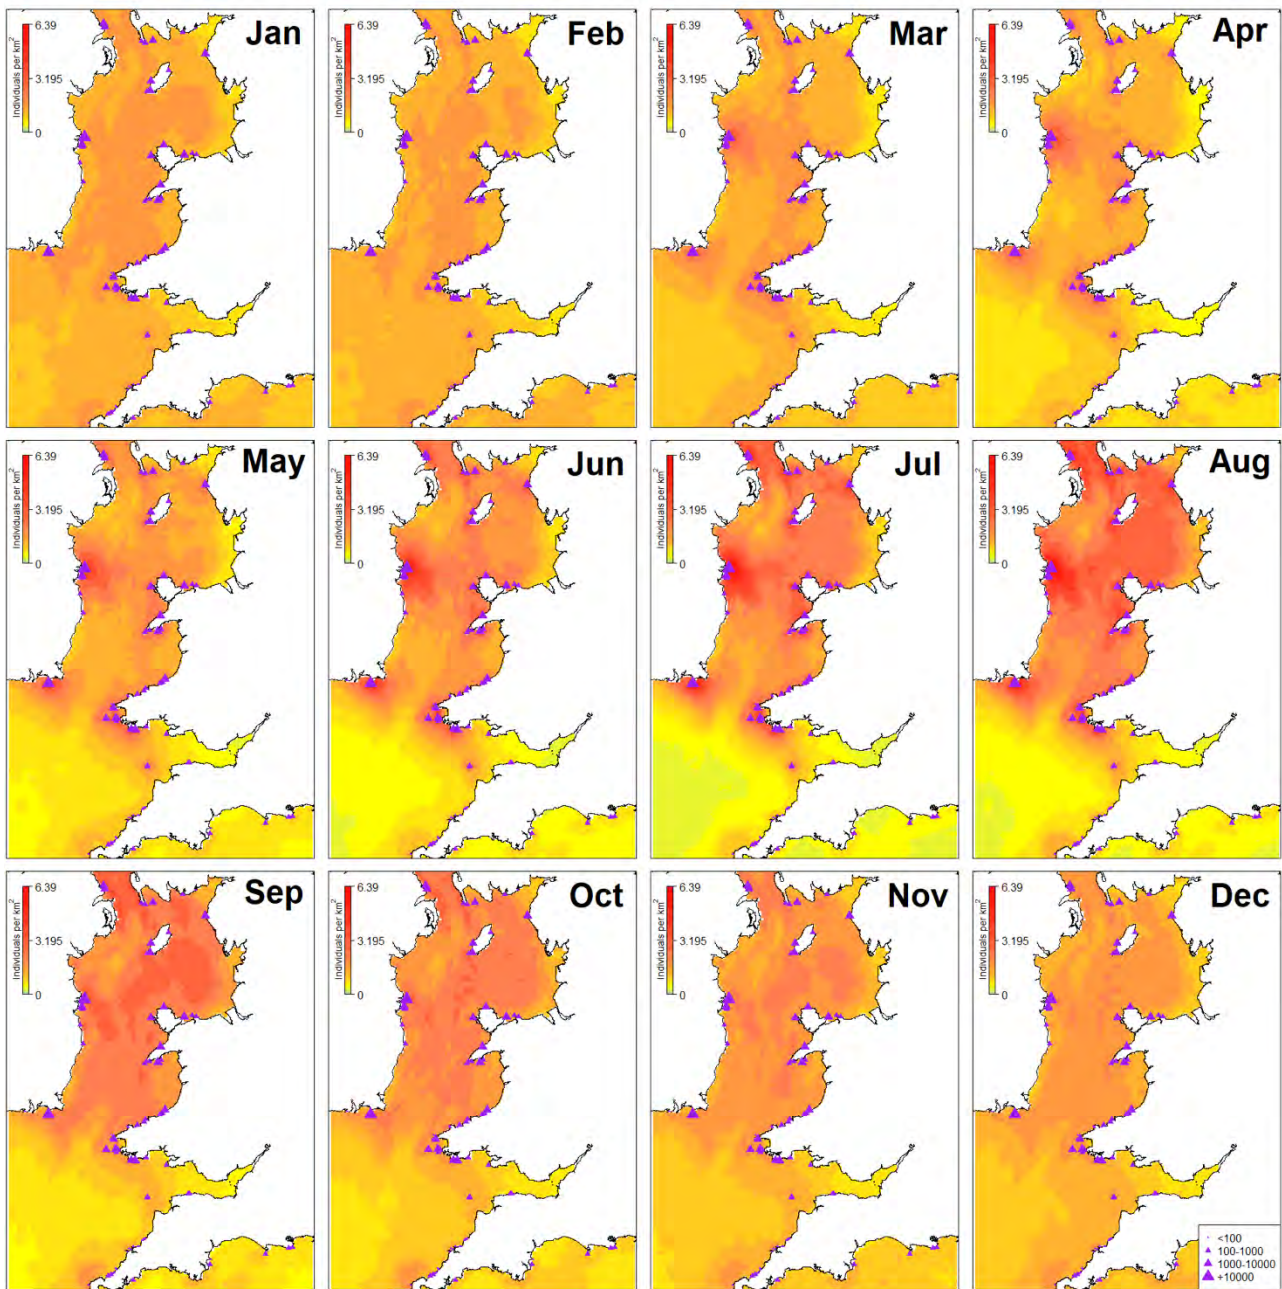 Jan
6.39
3.195
0
Individuals per km²
Feb
6.39
3.195
0
Individuals per km²
Mar
6.39
3.195
0
Individuals per km²
Apr
6.39
3.195
0
Individuals per km²
May
6.39
3.195
0
Individuals per km²
Jun
6.39
3.195
0
Individuals per km²
Jul
6.39
3.195
0
Individuals per km²
Aug
6.39
3.195
0
Individuals per km²
Sep
6.39
3.195
0
Individuals per km²
Oct
6.39
3.195
0
Individuals per km²
Nov
6.39
3.195
0
Individuals per km²
Dec
6.39
3.195
0
Individuals per km²
<100
100-1000
1000-10000
+10000